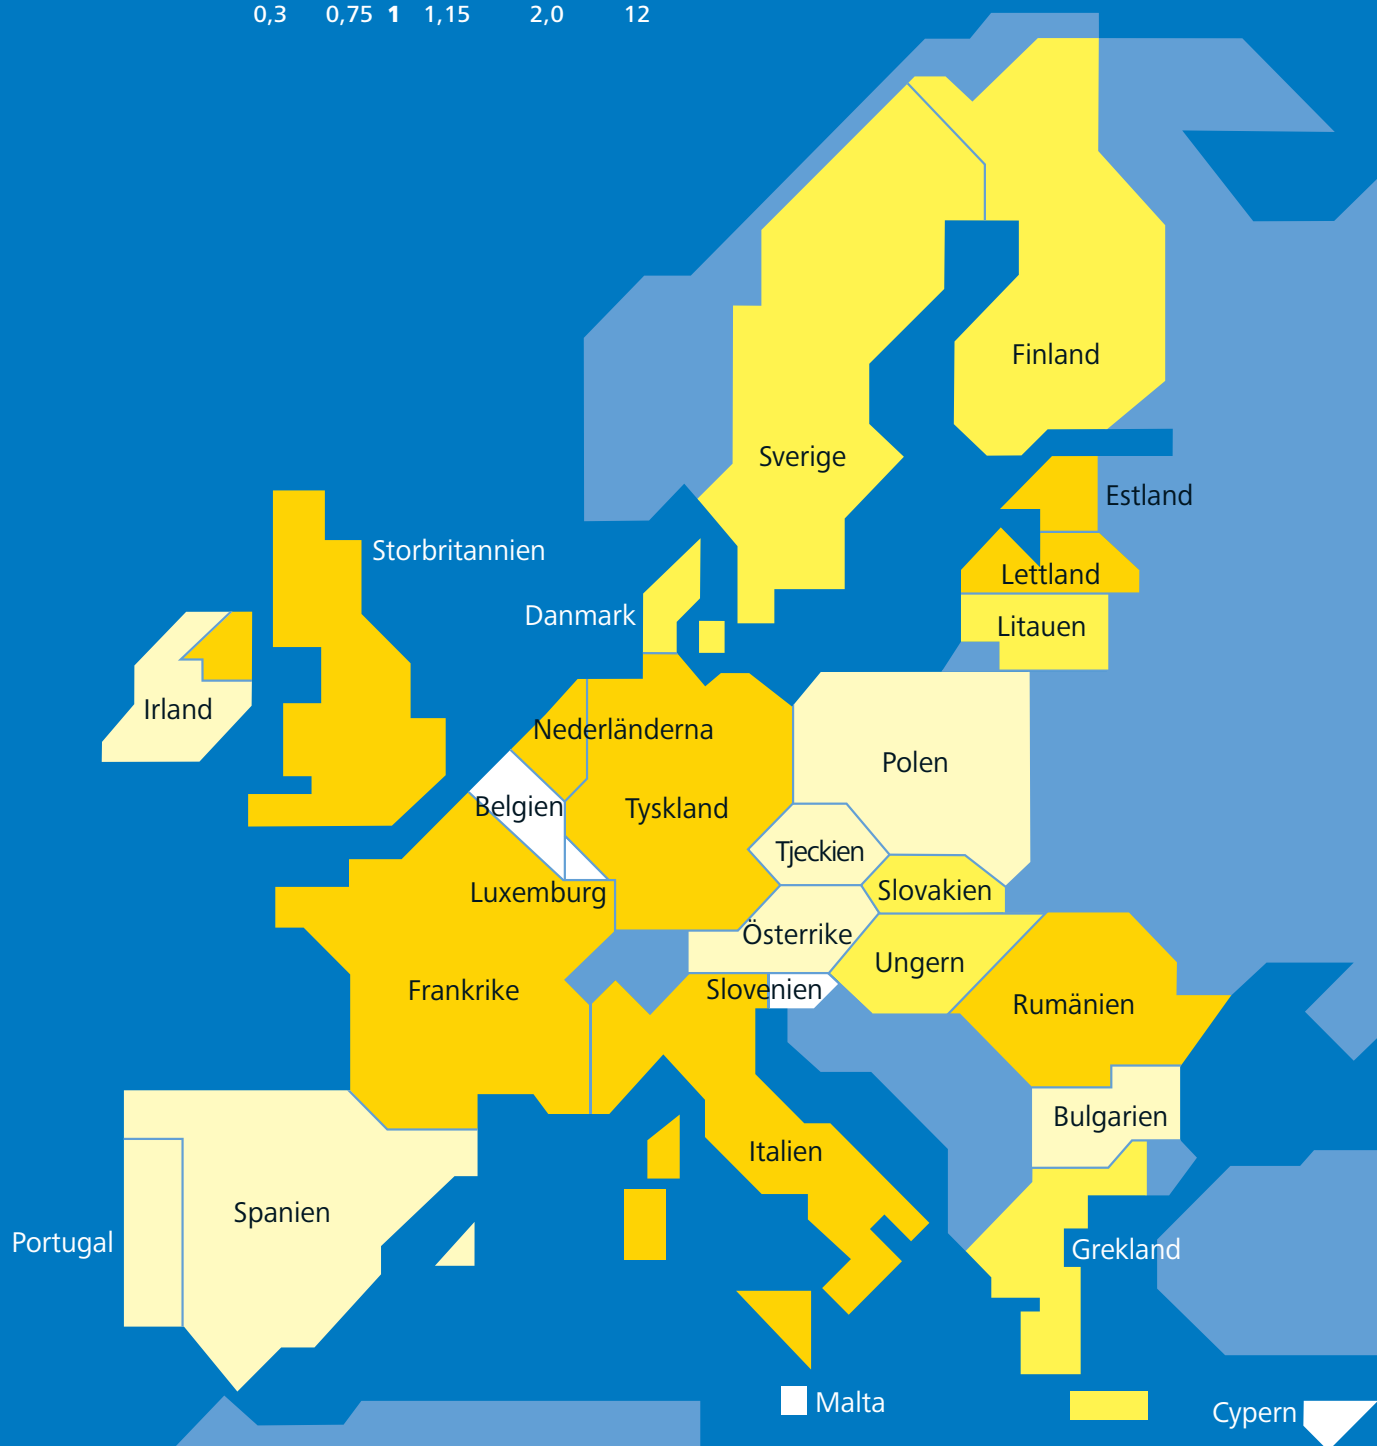 0,3 0,75 1 1,15 2,0 12
Finland
Sverige
Estland
Storbritannien
Lettland
Danmark
Litauen
Irland
Nederländerna
Polen
Belgien
Tyskland
Tjeckien
Luxemburg
Slovakien
Österrike
Ungern
Frankrike
Slovenien
Rumänien
Bulgarien
Italien
Spanien
Portugal
Grekland
Malta
Cypern